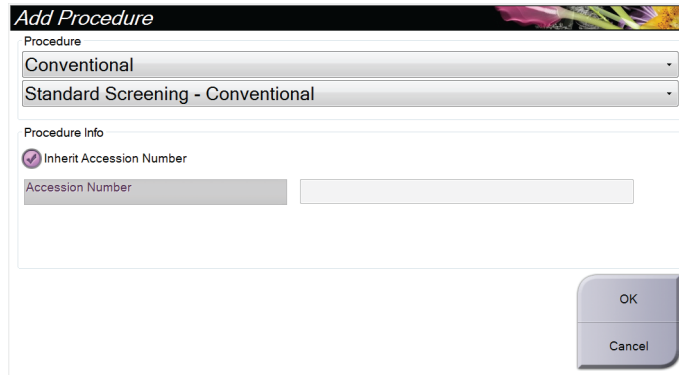 Add Procedure
Procedure
Conventional
Standard Screening - Conventional
Procedure Info
Inherit Accession Number
Accession Number
OK
Cancel